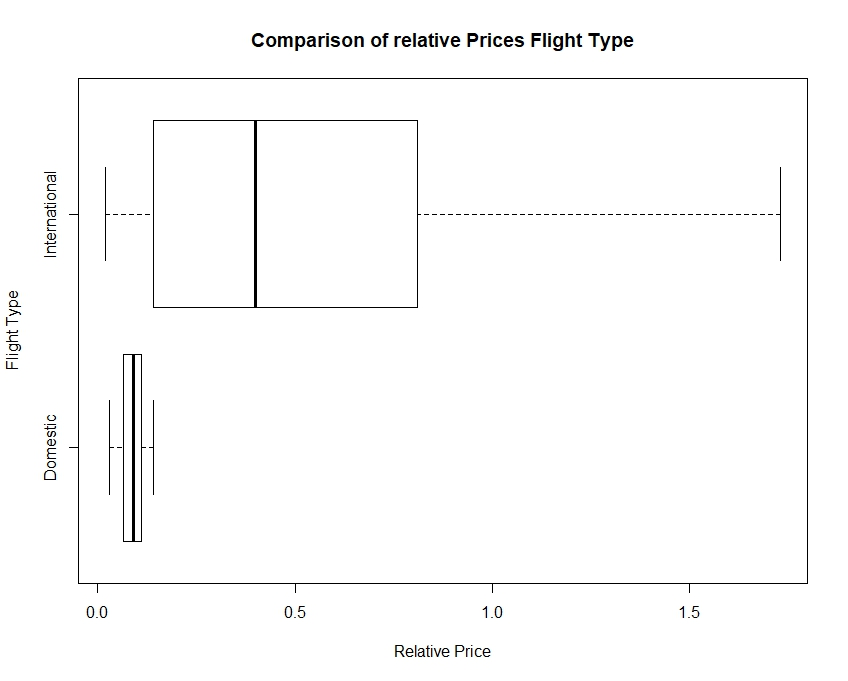 Comparison of relative Prices Flight Type
Flight Type
International
Domestic
0.0
0.5
1.0
1.5
Relative Price